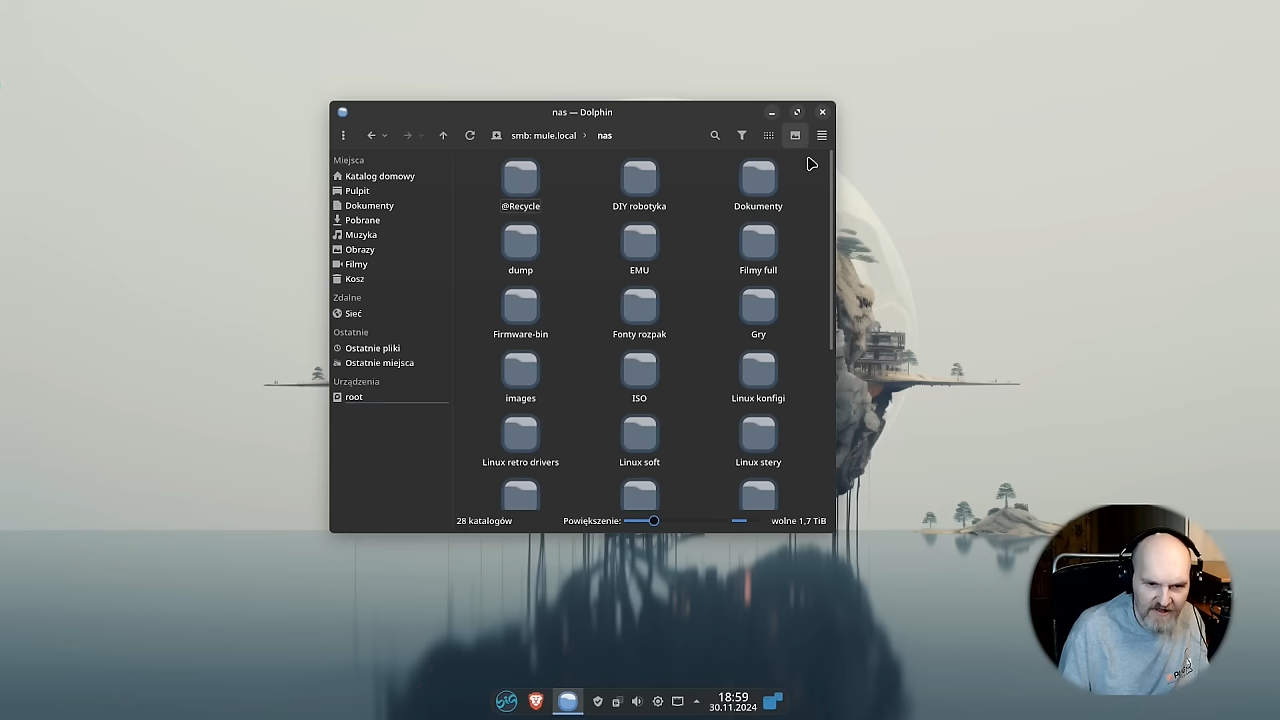 nas — Dolphin
smb: mule.local > nas
Miejsca
Katalog domowy
Pulpit
Dokumenty
Pobrane
Muzyka
Obrazy
Filmy
Kosz
Zdalne
Sieć
Ostatnie
Ostatnie pliki
Ostatnie miejsca
Urządzenia
root
@Recycle DIY robotyka Dokumenty
dump EMU Filmy full
Firmware-bin Fonty rozpak Gry
images ISO Linux konfigi
Linux retro drivers Linux soft Linux stery
28 katalogów Powiększenie: wolne 1,7 TiB
18:59
30.11.2024